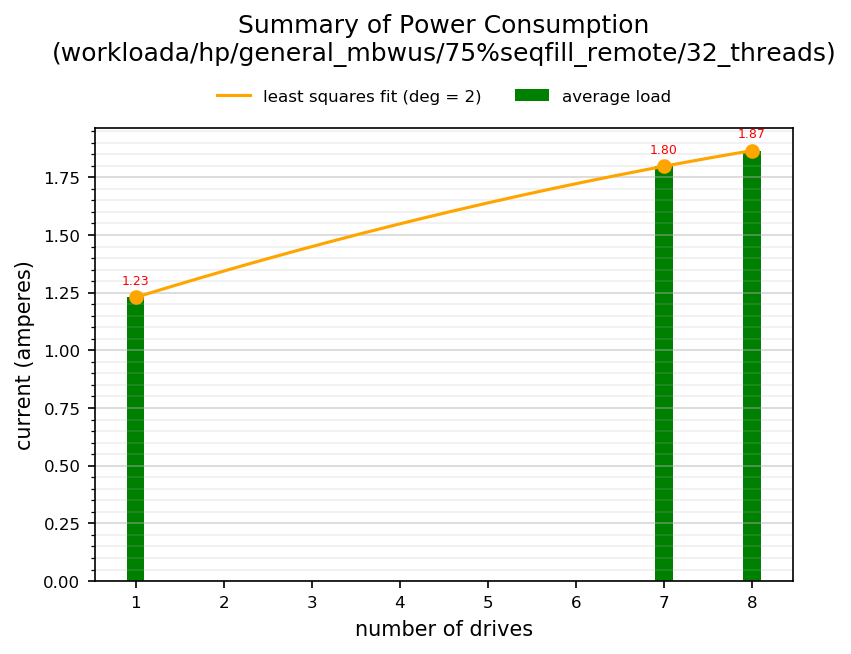 Summary of Power Consumption
(workloada/hp/general_mbwus/75%seqfill_remote/32_threads)
least squares fit (deg = 2)
average load
1.87
1.80
1.23
1.75
1.50
1.25
1.00
0.75
0.50
0.25
0.00
current (amperes)
1 2 3 4 5 6 7 8
number of drives